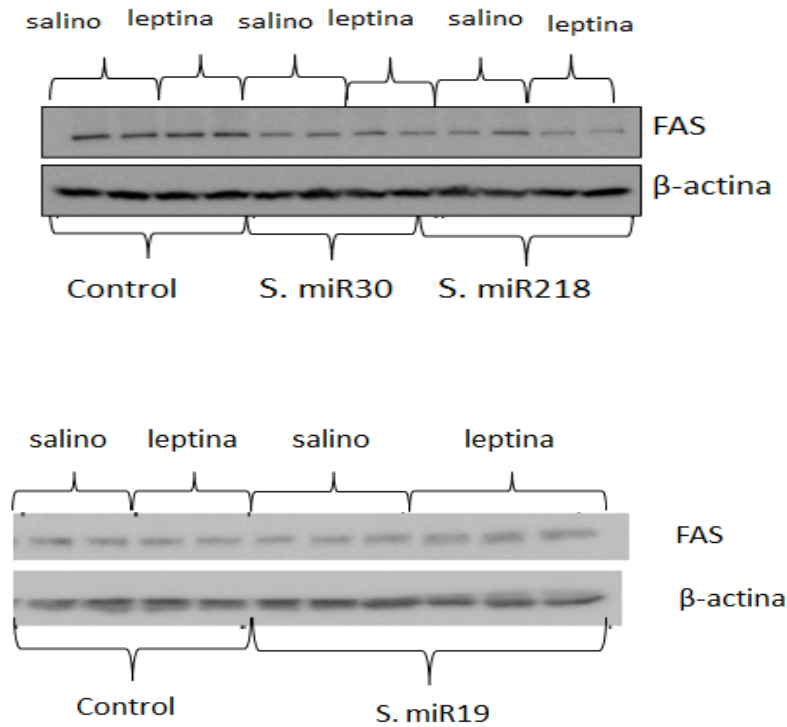 salino leptina salino leptina salino leptina
FAS
β-actina
Control S. miR30 S. miR218
salino leptina salino leptina
FAS
β-actina
Control S. miR19